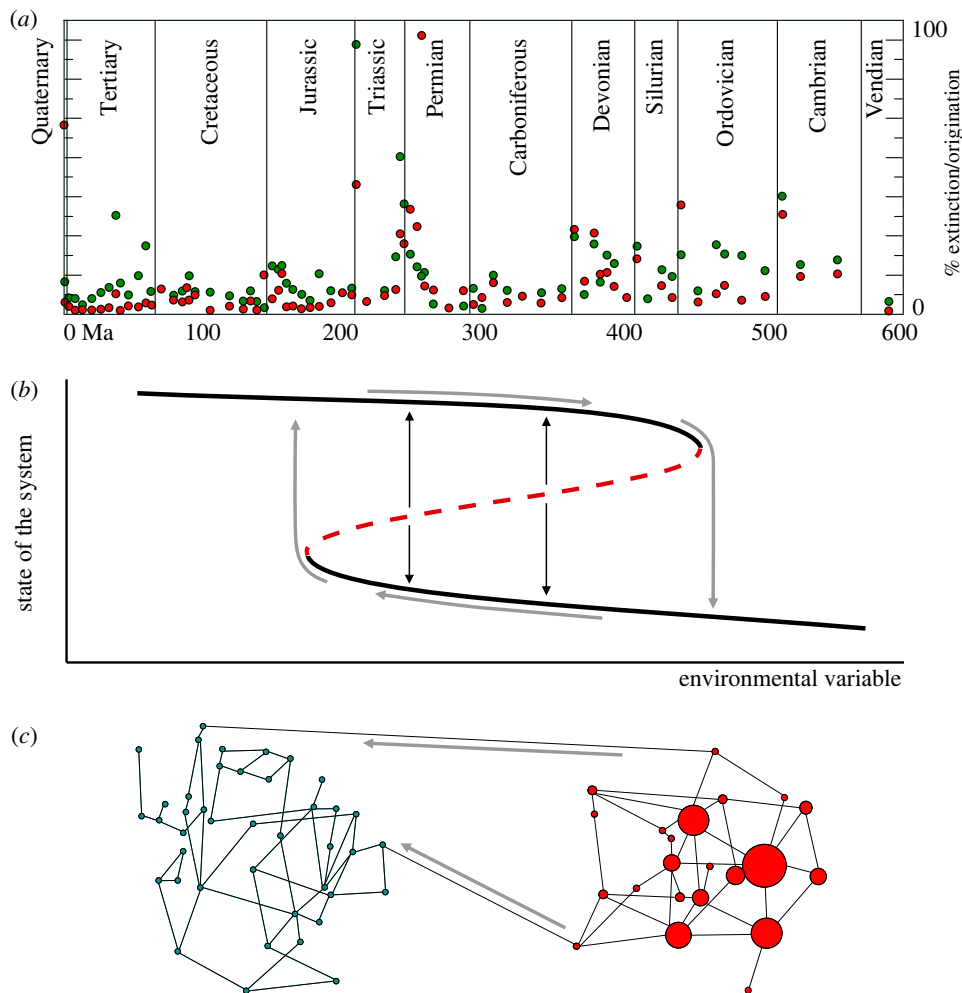 (a)
Quaternary
Tertiary
Cretaceous
Jurassic
Triassic
Permian
Carboniferous
Devonian
Silurian
Ordovician
Cambrian
Vendian
100
% extinction/origination
0
0 Ma 100 200 300 400 500 600
(b)
state of the system
environmental variable
(c)